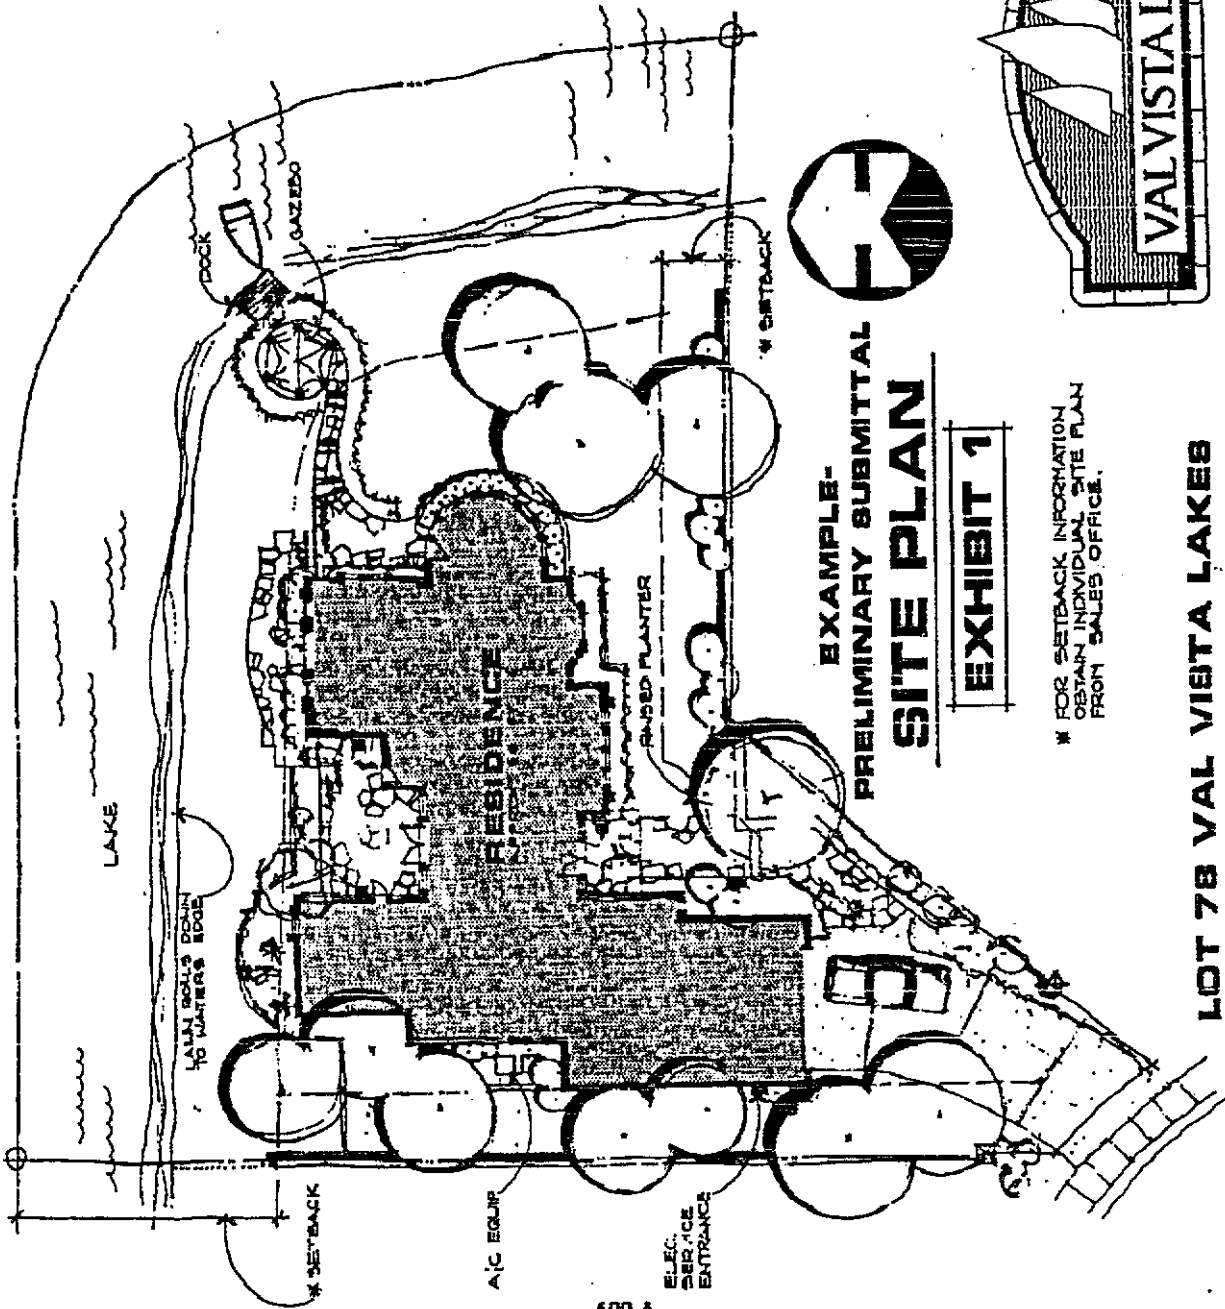 LAKE
LAWN ROLLS DOWN
TO WATERS EDGE
DOCK
GAZEBO
RESIDENCE
RAISED PLANTER
* SETBACK
* SETBACK
A/C EQUIP
ELEC.
SERVICE
ENTRANCE
EXAMPLE-
PRELIMINARY SUBMITTAL
SITE PLAN
EXHIBIT 1
* FOR SETBACK INFORMATION
OBTAIN INDIVIDUAL SITE PLAN
FROM SALES OFFICE.
LOT 78 VAL VISTA LAKES
VAL VISTA L